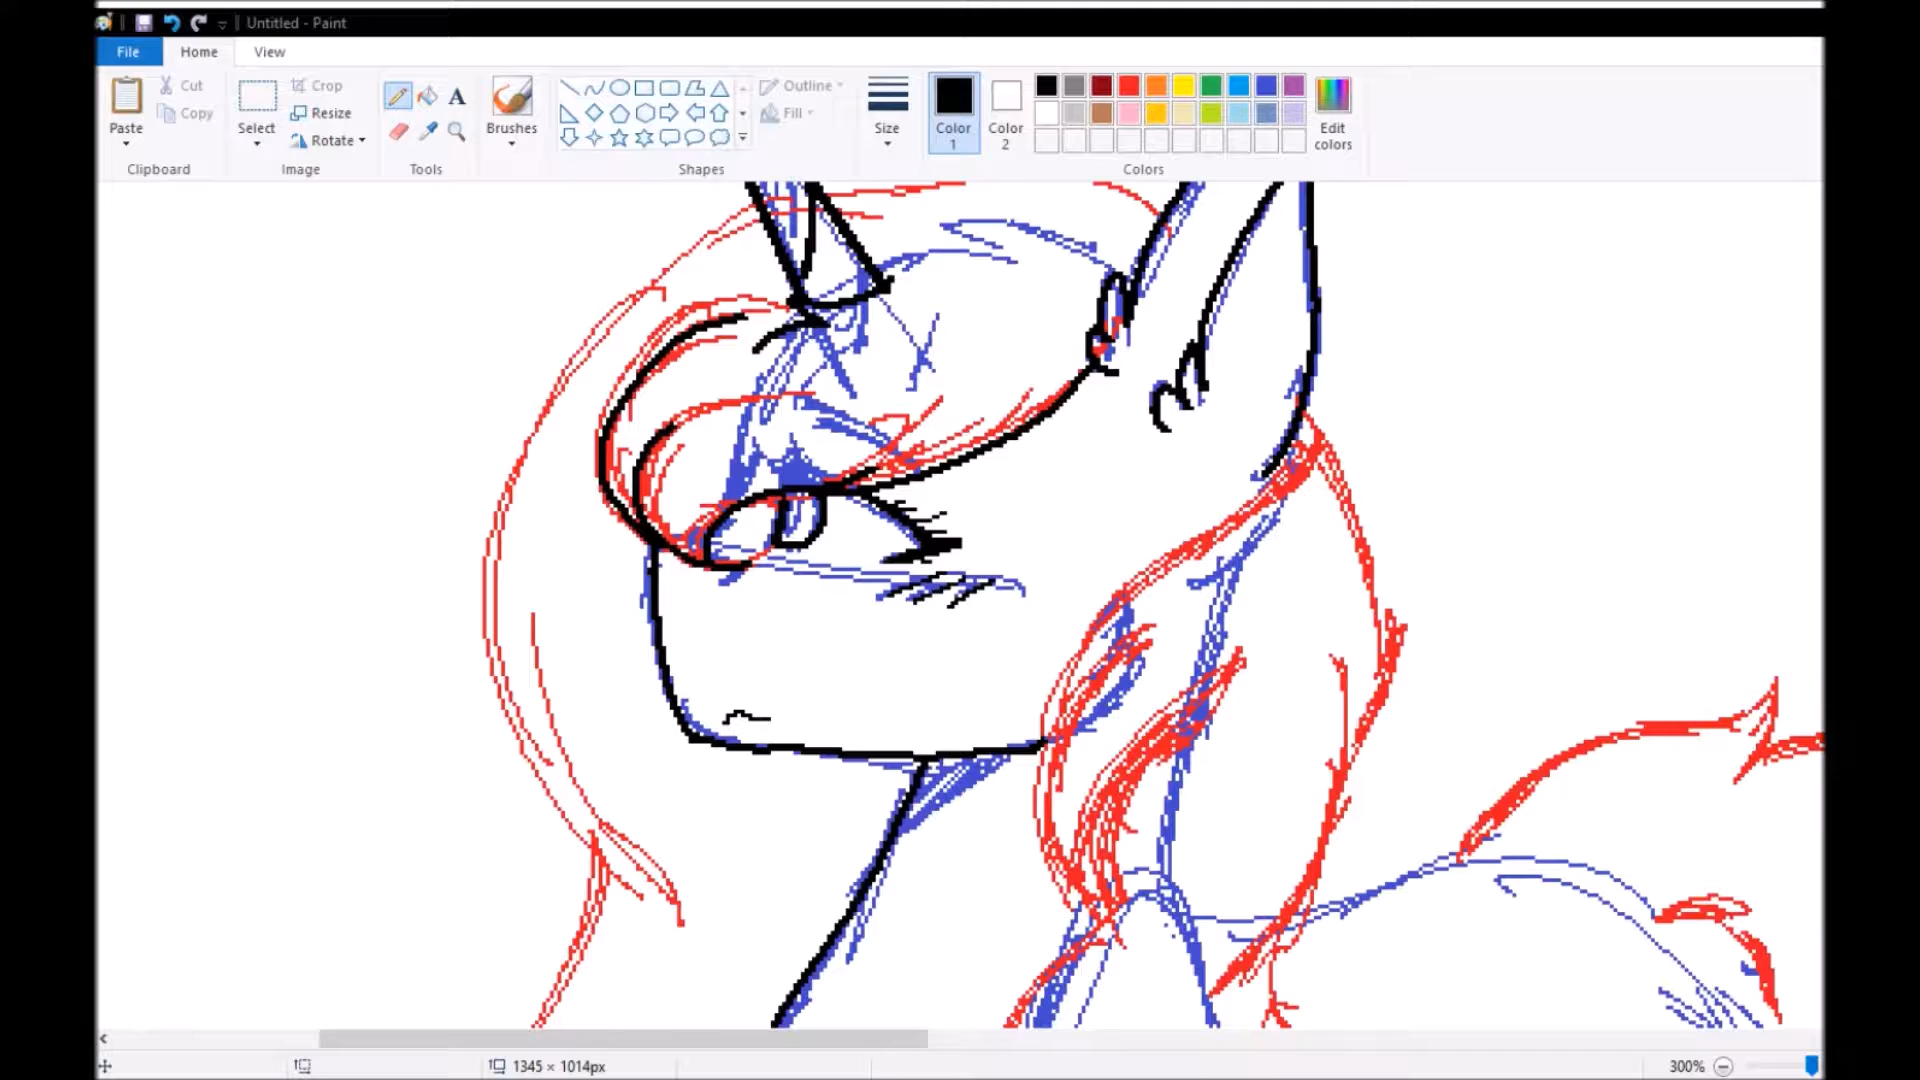 Untitled - Paint
File Home View
Paste
Cut
Copy
Clipboard
Select
Crop
Resize
Rotate
Image
A
Tools
Brushes
Outline
Fill
Shapes
Size
Color 1
Color 2
Edit colors
Colors
1345 × 1014px
300%